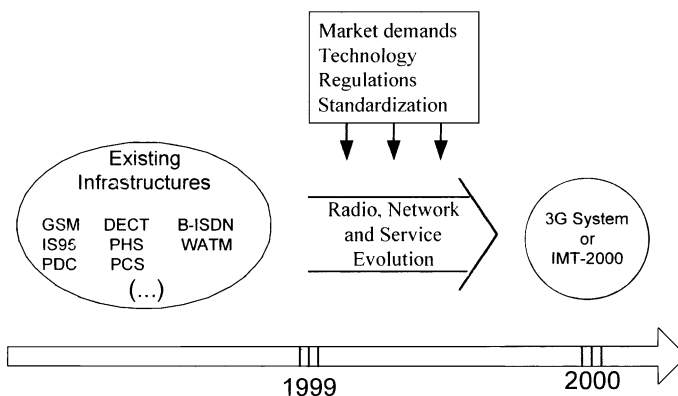 Market demands
Technology
Regulations
Standardization
Existing
Infrastructures
GSM DECT B-ISDN
IS95 PHS WATM
PDC PCS
(...)
Radio, Network
and Service
Evolution
3G System
or
IMT-2000
1999
2000